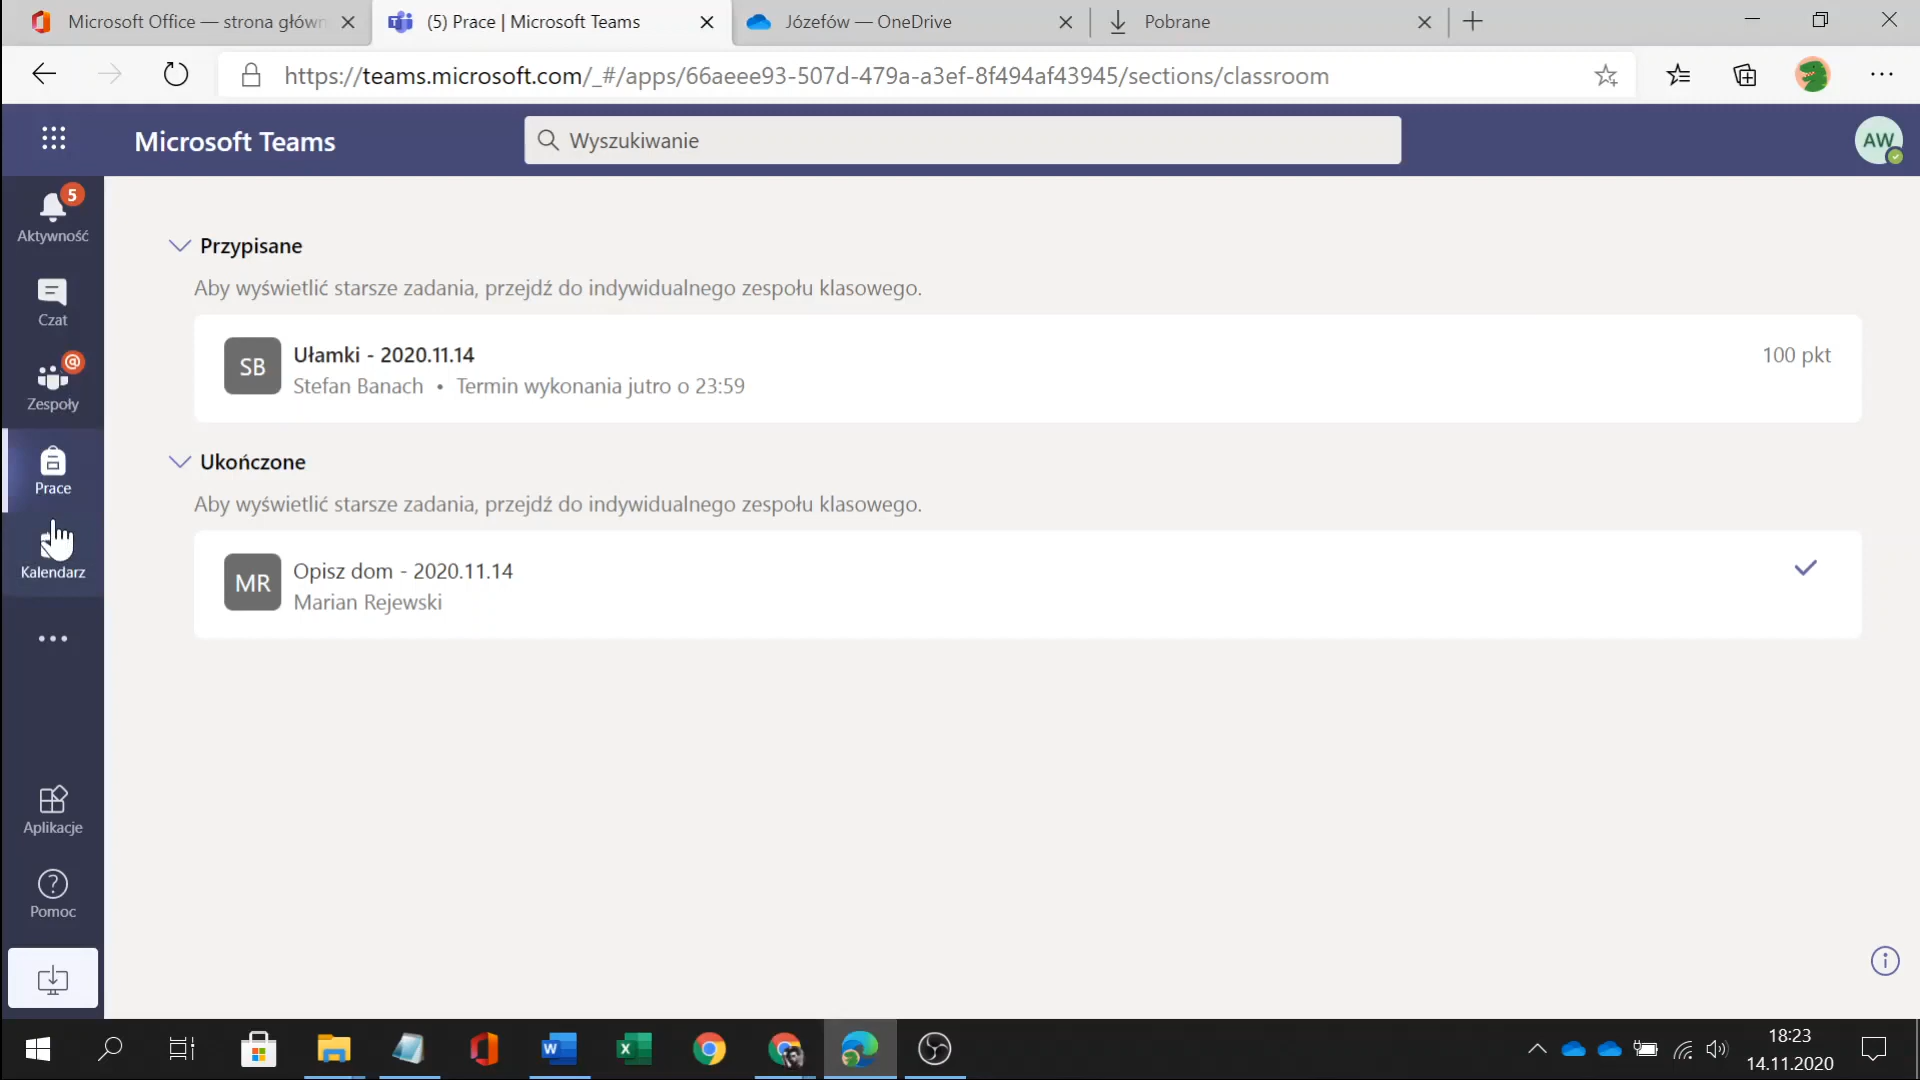 Microsoft Office — strona główn
(5) Prace | Microsoft Teams
Józefów — OneDrive
Pobrane
https://teams.microsoft.com/_#/apps/66aeee93-507d-479a-a3ef-8f494af43945/sections/classroom
Microsoft Teams
Wyszukiwanie
AW
5
Aktywność
Czat
@
Zespoły
Prace
Kalendarz
Aplikacje
Pomoc
Przypisane
Aby wyświetlić starsze zadania, przejdź do indywidualnego zespołu klasowego.
SB
Ułamki - 2020.11.14
100 pkt
Stefan Banach • Termin wykonania jutro o 23:59
Ukończone
Aby wyświetlić starsze zadania, przejdź do indywidualnego zespołu klasowego.
MR
Opisz dom - 2020.11.14
Marian Rejewski
18:23
14.11.2020